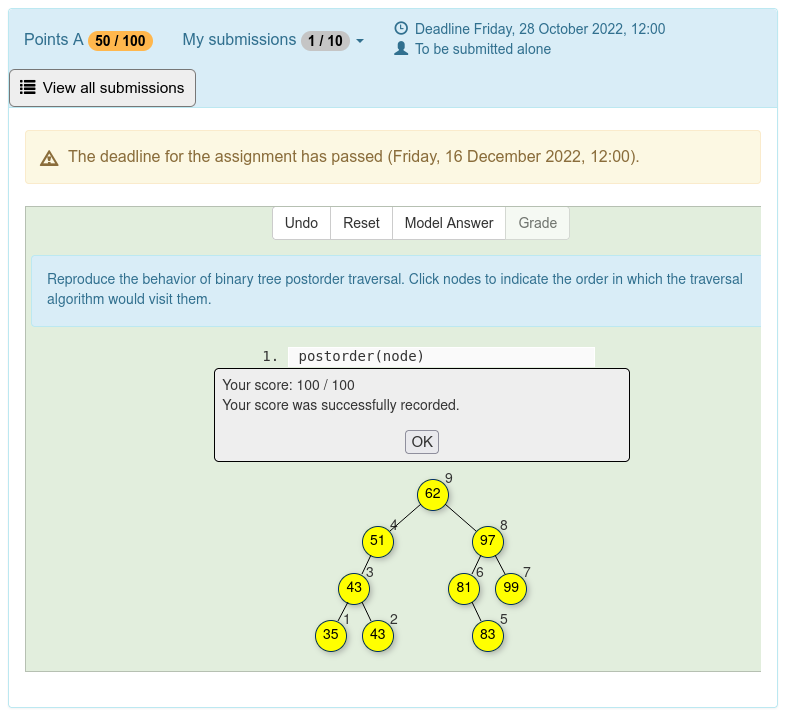 Points A 50 / 100 My submissions 1 / 10 Deadline Friday, 28 October 2022, 12:00
To be submitted alone
View all submissions
The deadline for the assignment has passed (Friday, 16 December 2022, 12:00).
Undo Reset Model Answer Grade
Reproduce the behavior of binary tree postorder traversal. Click nodes to indicate the order in which the traversal
algorithm would visit them.
1. postorder(node)
Your score: 100 / 100
Your score was successfully recorded.
OK
9
62
4 8
51 97
3 6 7
43 81 99
1 2 5
35 43 83